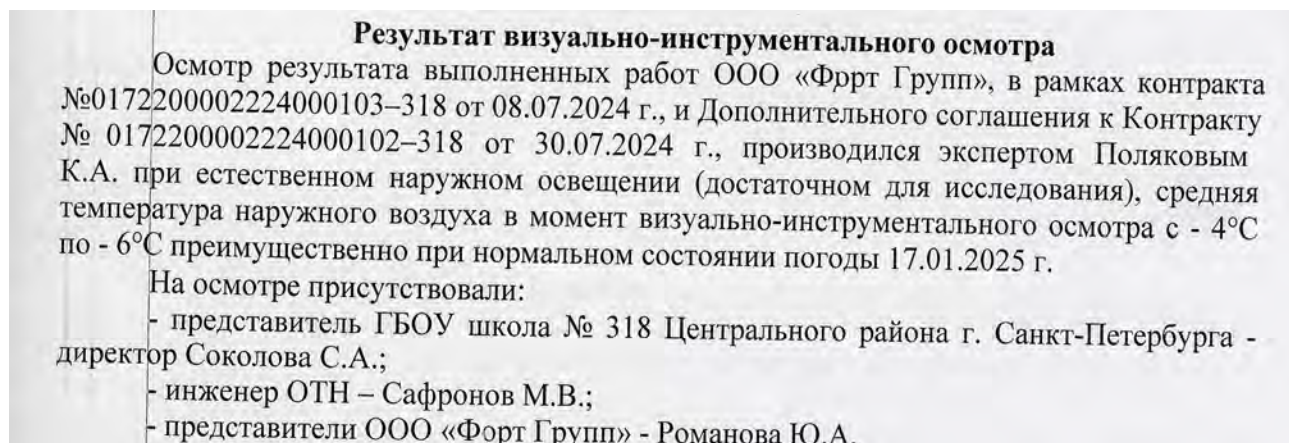 Результат визуально-инструментального осмотра
Осмотр результата выполненных работ ООО «Фррт Групп», в рамках контракта
№0172200002224000103–318 от 08.07.2024 г., и Дополнительного соглашения к Контракту
№ 0172200002224000102–318 от 30.07.2024 г., производился экспертом Поляковым
К.А. при естественном наружном освещении (достаточном для исследования), средняя
температура наружного воздуха в момент визуально-инструментального осмотра с - 4°С
по - 6°С преимущественно при нормальном состоянии погоды 17.01.2025 г.
На осмотре присутствовали:
- представитель ГБОУ школа № 318 Центрального района г. Санкт-Петербурга -
директор Соколова С.А.;
- инженер ОТН – Сафронов М.В.;
- представители ООО «Форт Групп» - Романова Ю.А.